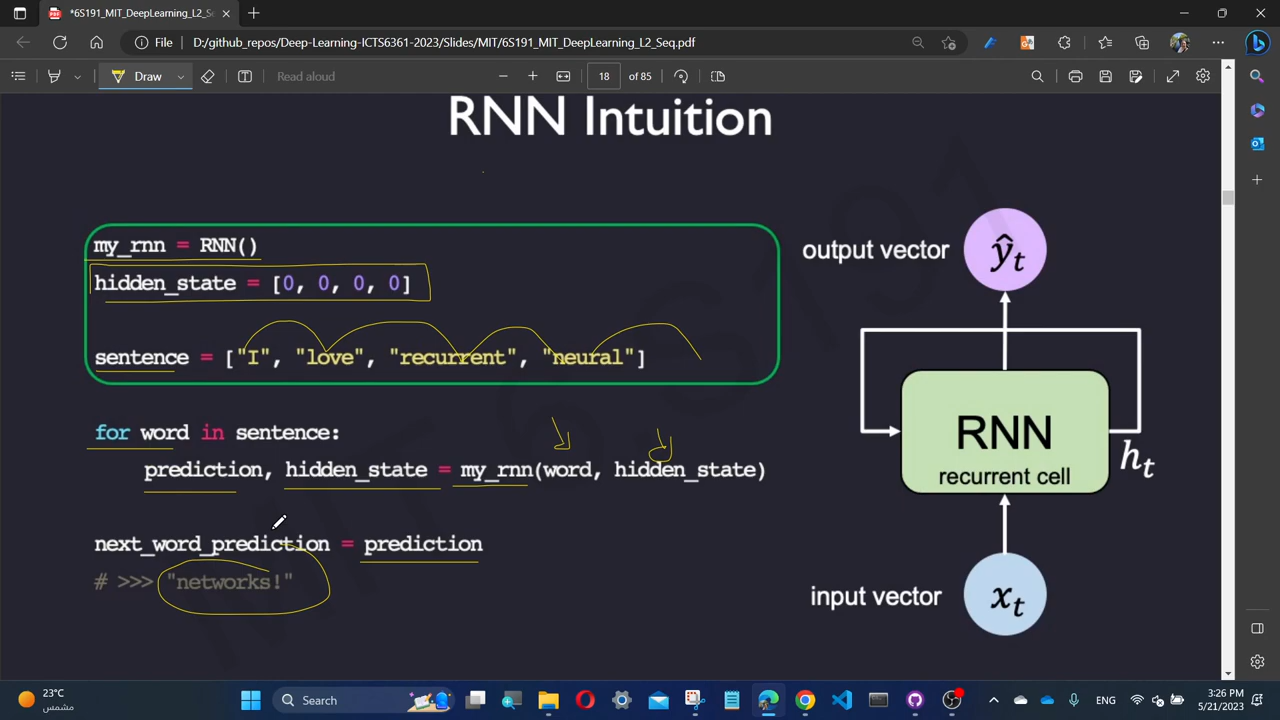 *6S191_MIT_DeepLearning_L2_Se
File
D:/github_repos/Deep-Learning-ICTS6361-2023/Slides/MIT/6S191_MIT_DeepLearning_L2_Seq.pdf
Draw
Read aloud
18 of 85
RNN Intuition
my_rnn = RNN()
hidden_state = [0, 0, 0, 0]
sentence = ["I", "love", "recurrent", "neural"]
for word in sentence:
prediction, hidden_state = my_rnn(word, hidden_state)
next_word_prediction = prediction
# >>> "networks!"
output vector
ŷt
RNN
recurrent cell
ht
input vector
xt
23°C
مشمس
Search
ENG
3:26 PM
5/21/2023